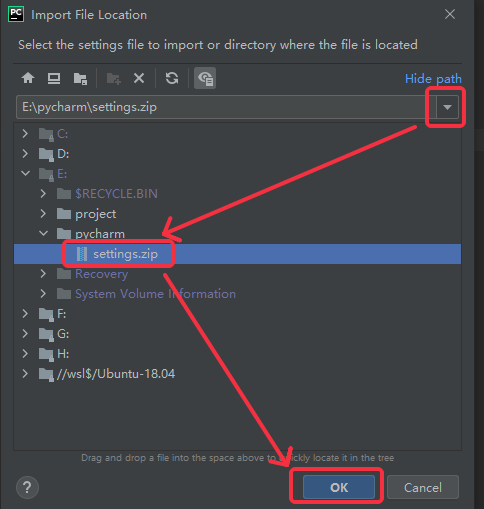 PC Import File Location
Select the settings file to import or directory where the file is located
Hide path
E:\pycharm\settings.zip
C:
D:
E:
$RECYCLE.BIN
project
pycharm
settings.zip
Recovery
System Volume Information
F:
G:
H:
//wsl$/Ubuntu-18.04
Drag and drop a file into the space above to quickly locate it in the tree
? OK Cancel